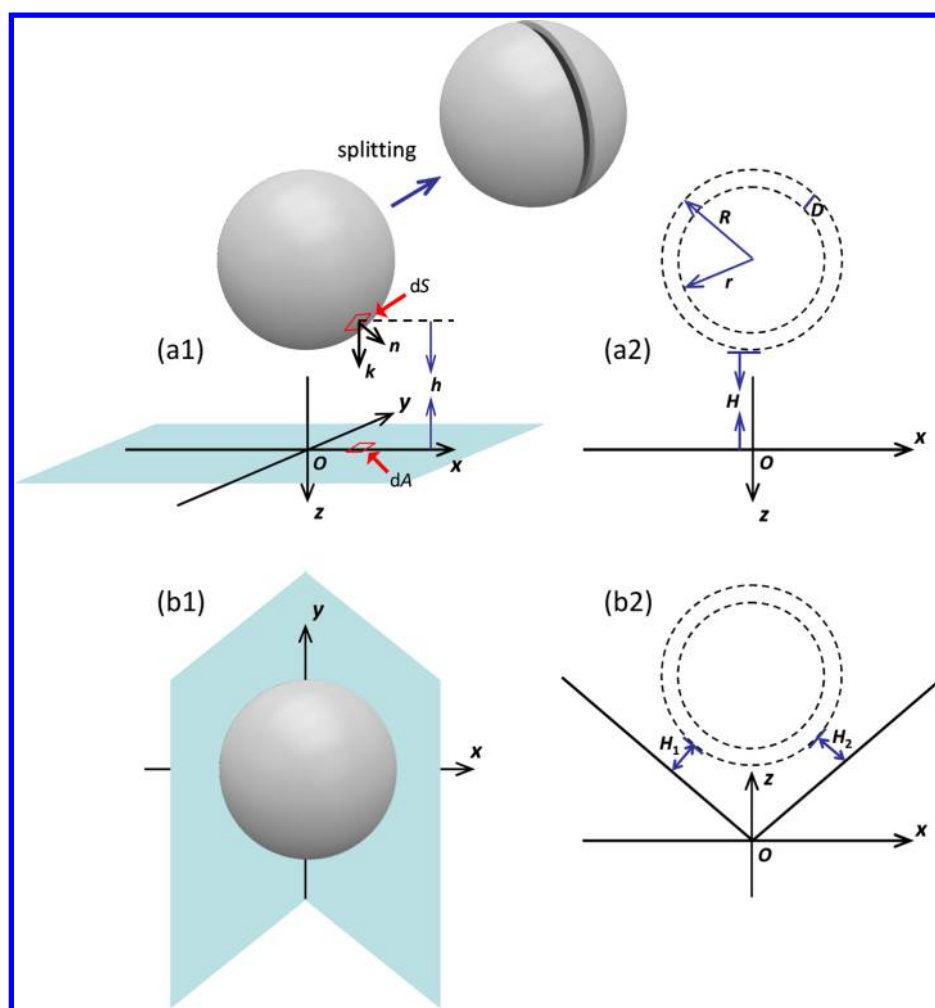 splitting
dS
R
D
r
(a1)
n
k
h
(a2)
H
y
O
x
dA
z
O
x
z
(b1)
y
x
(b2)
H1
H2
z
x
O